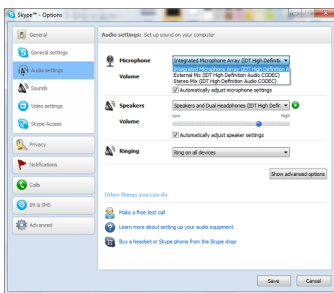 Skype™ - Options
General
General settings
Audio settings
Sounds
Video settings
Skype Access
Privacy
Notifications
Calls
IM & SMS
Advanced
Audio settings: Set up sound on your computer
Microphone
Integrated Microphone Array (IDT High Definiti
Integrated Microphone Array (IDT High Definition A
External Mic (IDT High Definition Audio CODEC)
Stereo Mix (IDT High Definition Audio CODEC)
Volume
Automatically adjust microphone settings
Speakers
Speakers and Dual Headphones (IDT High Defin
Volume
Low
High
Automatically adjust speaker settings
Ringing
Ring on all devices
Show advanced options
Other things you can do
Make a free test call
Learn more about setting up your audio equipment
Buy a headset or Skype phone from the Skype shop
Save
Cancel